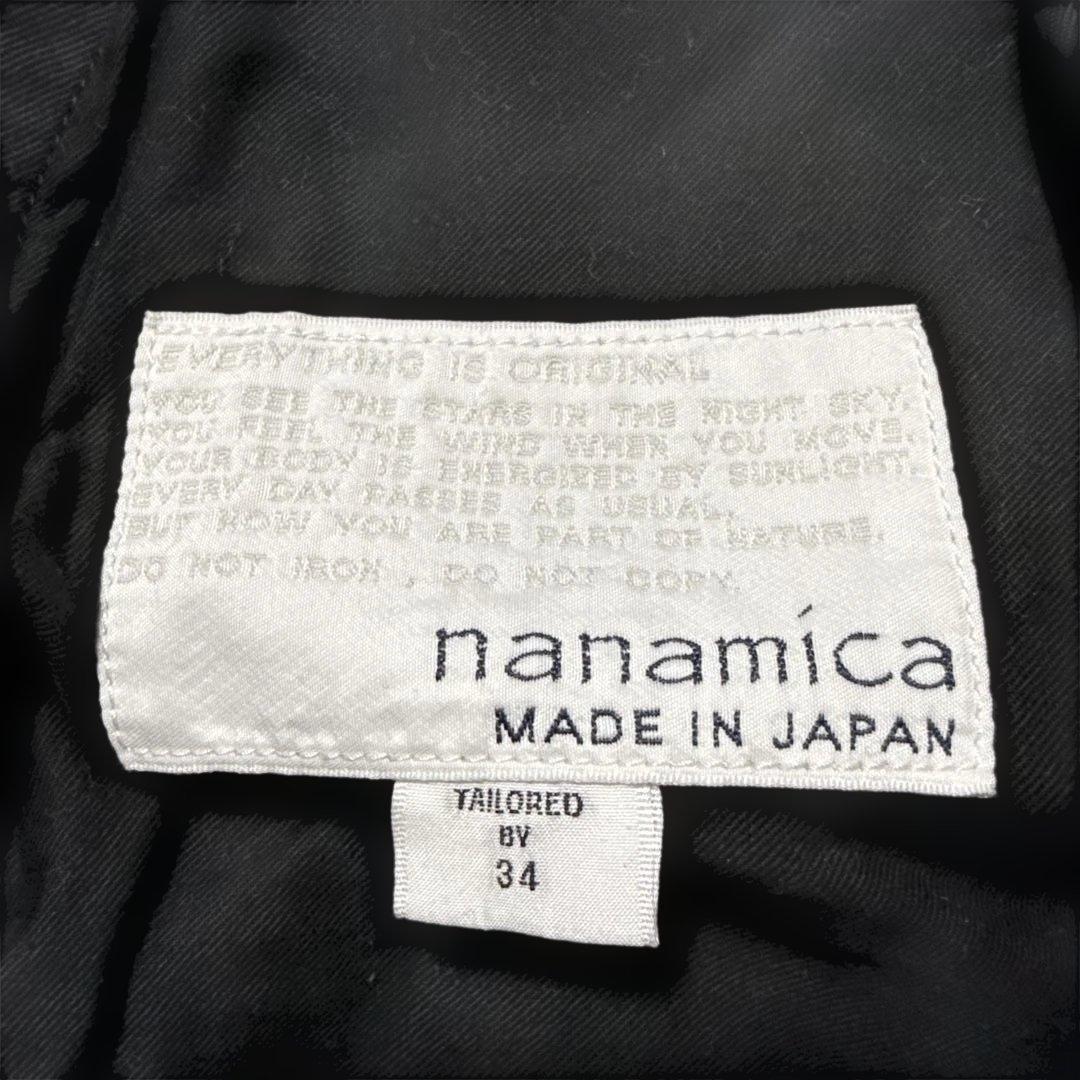 EVERYTHING IS ORIGINAL
YOU SEE THE STARS IN THE NIGHT SKY.
YOU FEEL THE WIND WHEN YOU MOVE.
YOUR BODY IS ENERGIZED BY SUNLIGHT.
EVERY DAY PASSES AS USUAL.
BUT NOW YOU ARE PART OF NATURE.
DO NOT IRON , DO NOT COPY.
nanamíca
MADE IN JAPAN
TAILORED
BY
34